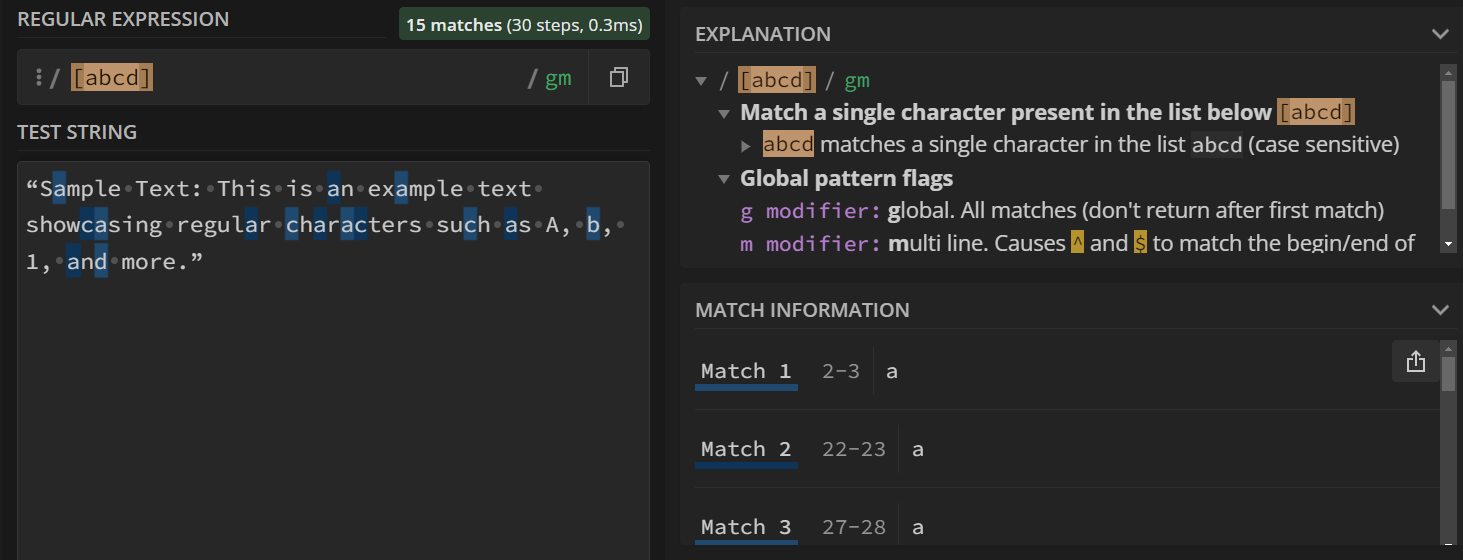 REGULAR EXPRESSION
15 matches (30 steps, 0.3ms)
/ [abcd] / gm
TEST STRING
“Sample Text: This is an example text
showcasing regular characters such as A, b,
1, and more.”
EXPLANATION
/ [abcd] / gm
Match a single character present in the list below [abcd]
abcd matches a single character in the list abcd (case sensitive)
Global pattern flags
g modifier: global. All matches (don't return after first match)
m modifier: multi line. Causes ^ and $ to match the begin/end of
MATCH INFORMATION
Match 1 2-3 a
Match 2 22-23 a
Match 3 27-28 a